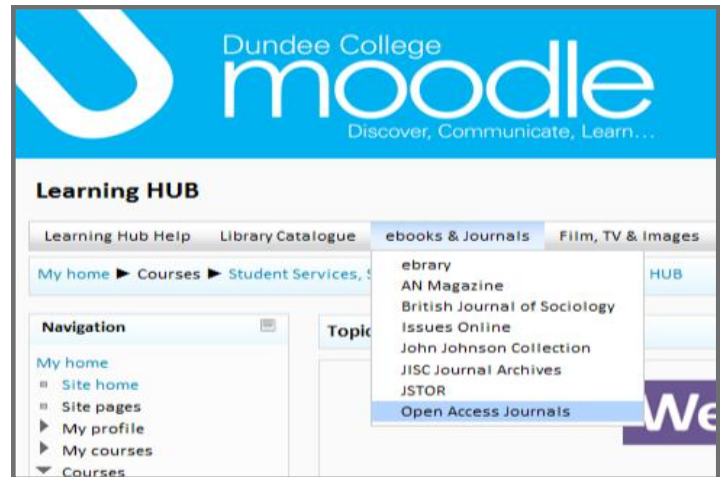 Dundee College
moodle
Discover, Communicate, Learn...
Learning HUB
Learning Hub Help Library Catalogue ebooks & Journals Film, TV & Images
My home ► Courses ► Student Services, HUB
ebrary
AN Magazine
British Journal of Sociology
Issues Online
John Johnson Collection
JISC Journal Archives
JSTOR
Open Access Journals
Navigation
My home
Site home
Site pages
My profile
My courses
Courses